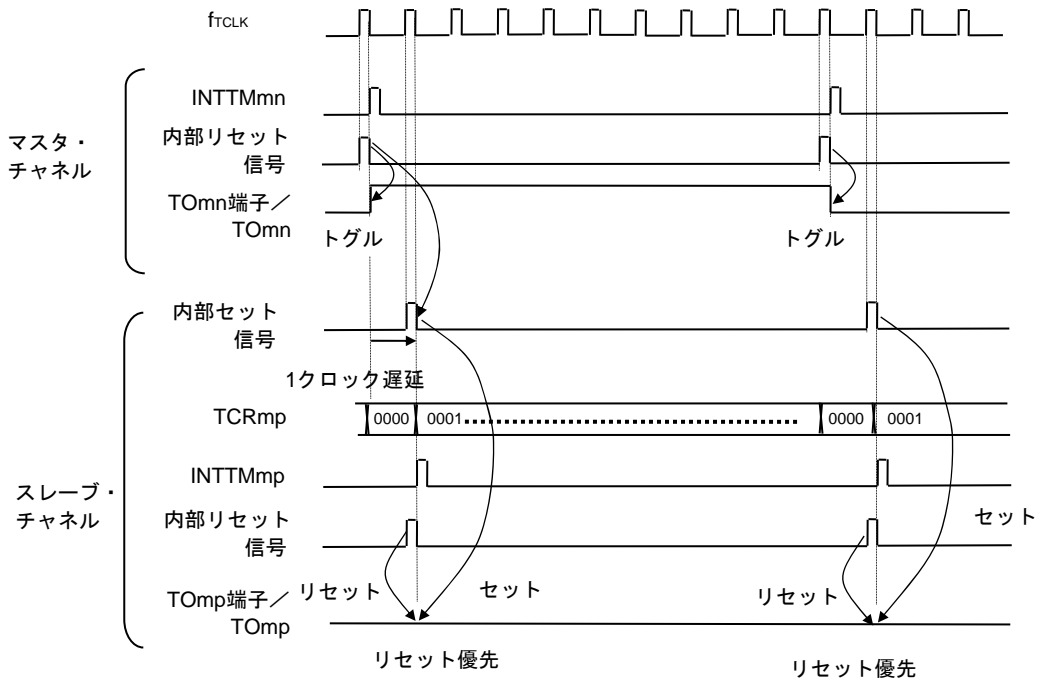 fTCLK
マスタ・
チャネル
INTTMmn
内部リセット
信号
TOmn端子／
TOmn
トグル
トグル
スレーブ・
チャネル
内部セット
信号
1クロック遅延
TCRmp
0000
0001
0000
0001
INTTMmp
内部リセット
信号
セット
リセット
セット
リセット
TOmp端子／
TOmp
リセット優先
リセット優先